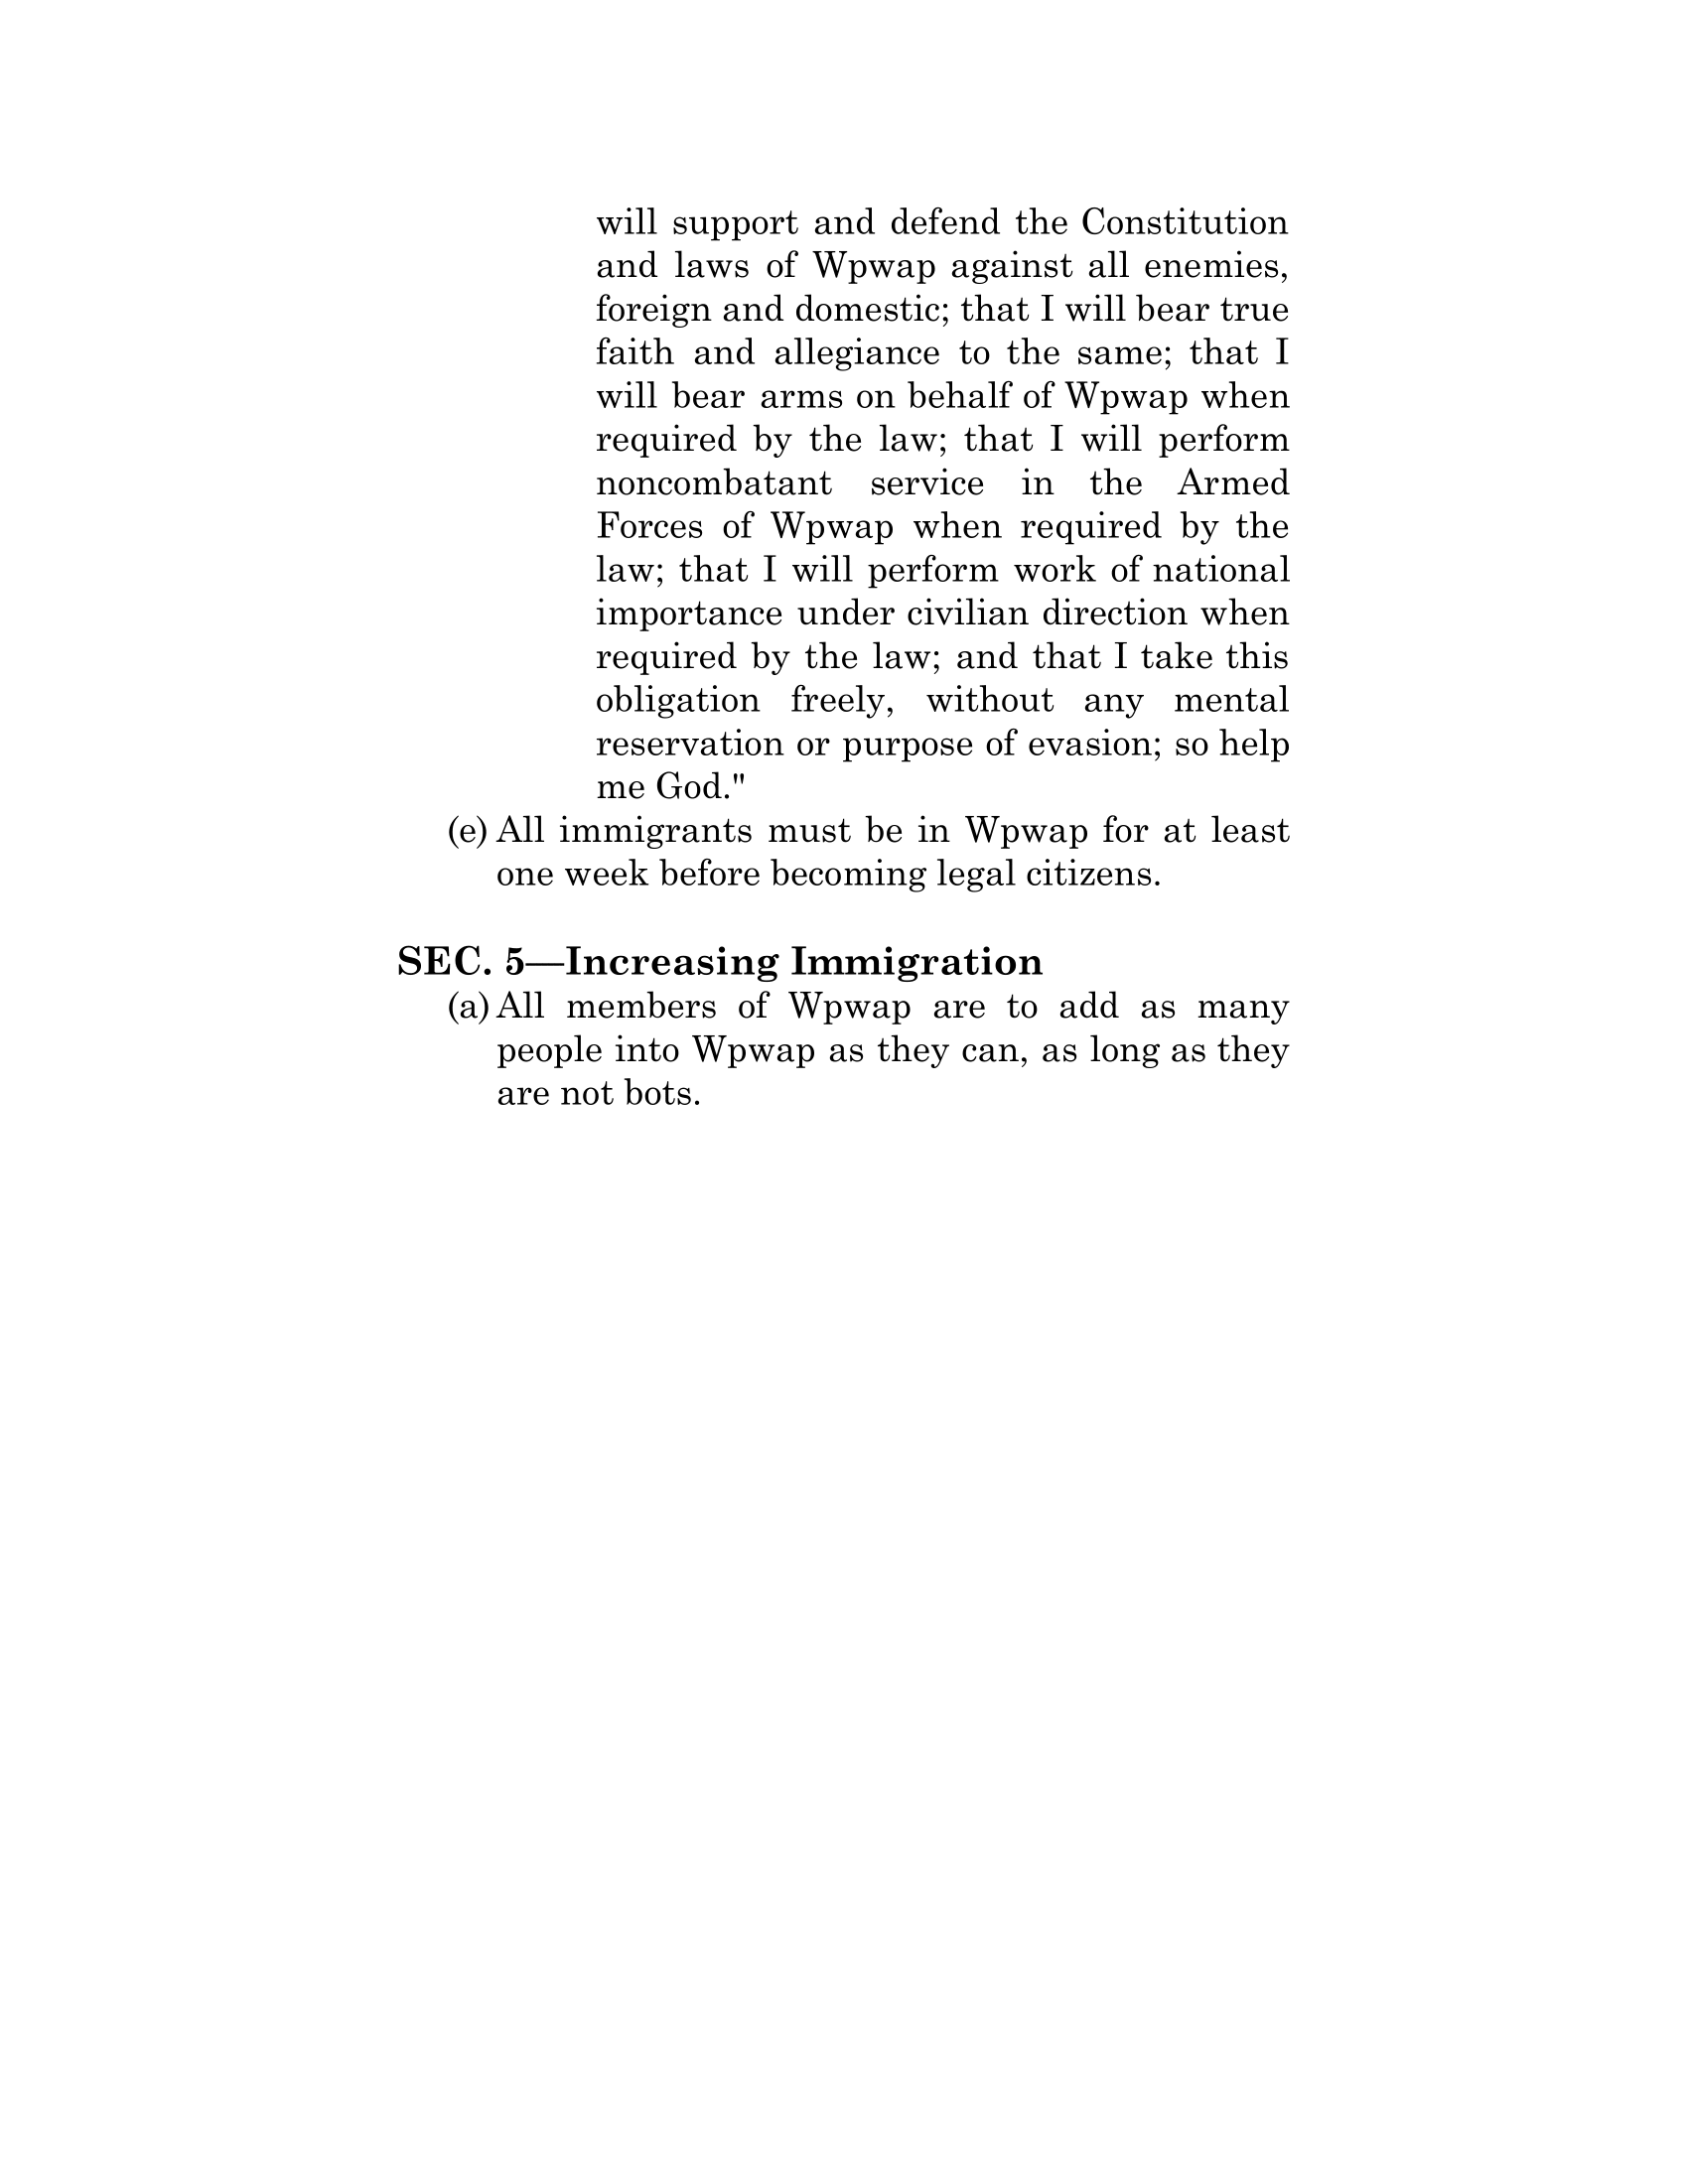 will support and defend the Constitution
and laws of Wpwap against all enemies,
foreign and domestic; that I will bear true
faith and allegiance to the same; that I
will bear arms on behalf of Wpwap when
required by the law; that I will perform
noncombatant service in the Armed
Forces of Wpwap when required by the
law; that I will perform work of national
importance under civilian direction when
required by the law; and that I take this
obligation freely, without any mental
reservation or purpose of evasion; so help
me God."
(e) All immigrants must be in Wpwap for at least
one week before becoming legal citizens.
SEC. 5—Increasing Immigration
(a) All members of Wpwap are to add as many
people into Wpwap as they can, as long as they
are not bots.